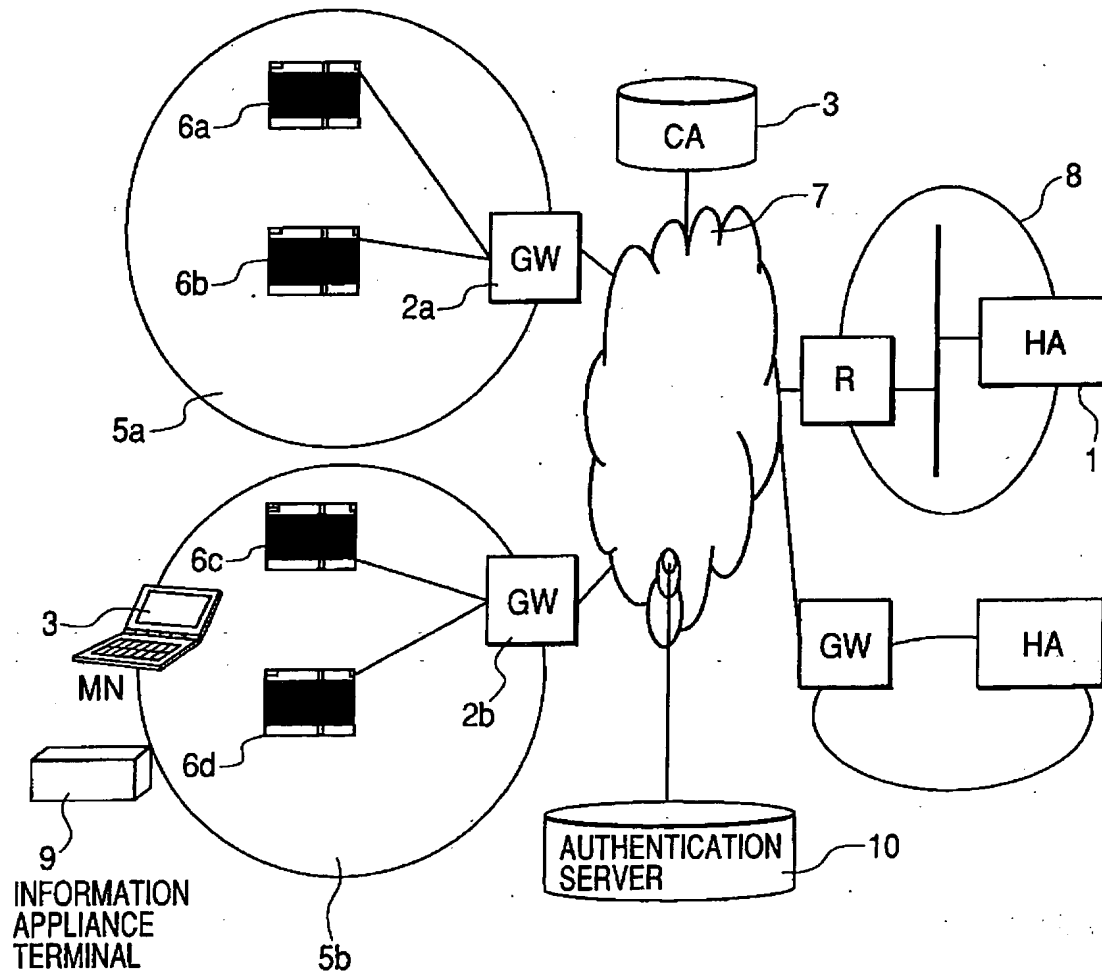 6a
6b
GW
2a
5a
CA
3
7
8
R
HA
1
6c
3
MN
GW
2b
6d
GW
HA
9
INFORMATION
APPLIANCE
TERMINAL
5b
AUTHENTICATION
SERVER
10